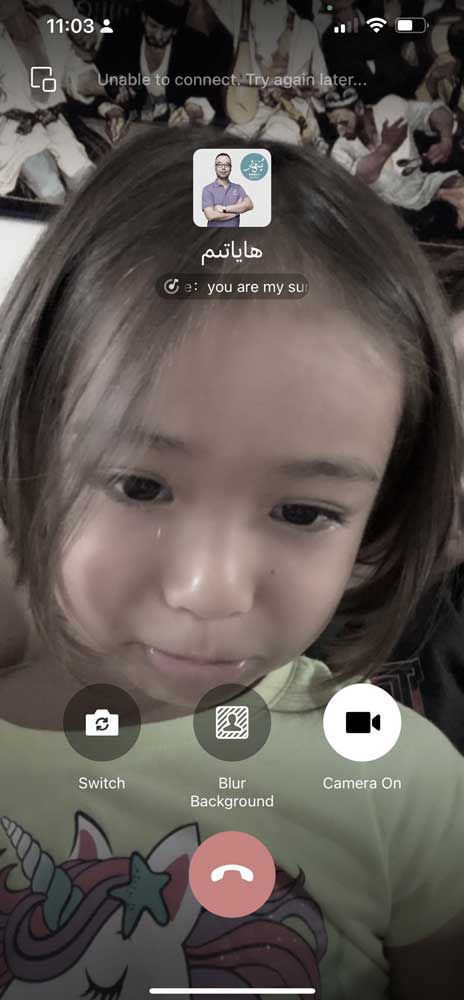 11:03
Unable to connect. Try again later...
ھاياتىم
e: you are my su
Switch
Blur
Background
Camera On